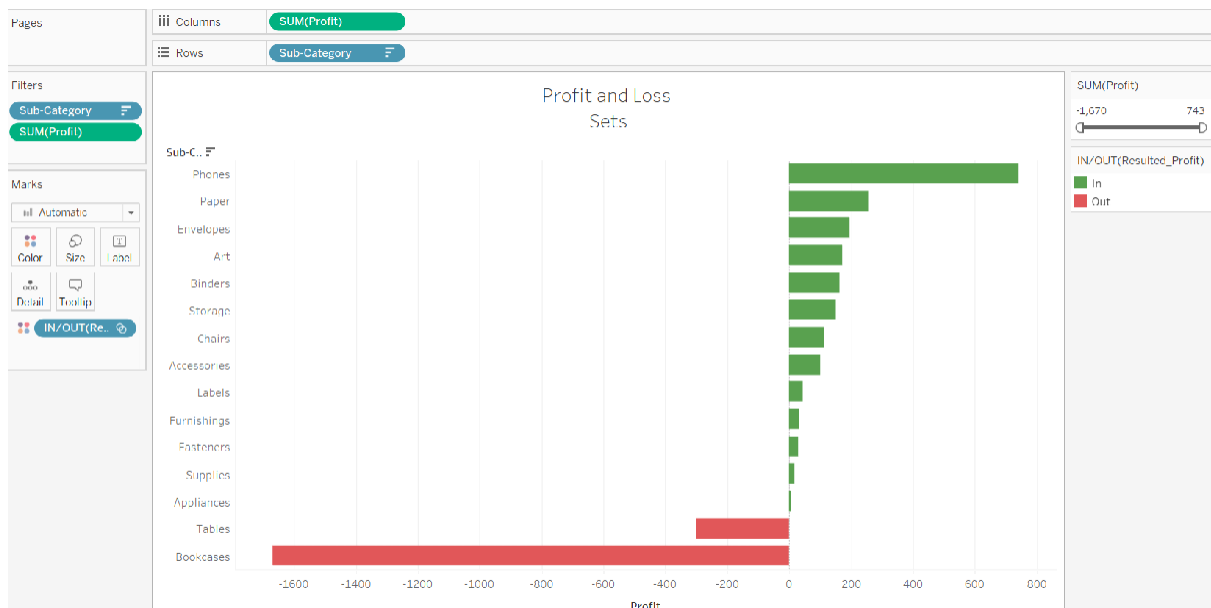 Pages
Columns
SUM(Profit)
Rows
Sub-Category
Filters
Sub-Category
SUM(Profit)
Marks
Automatic
Color
Size
Label
Detail
Tooltip
IN/OUT(Re..
Profit and Loss
Sets
Sub-C..
Phones
Paper
Envelopes
Art
Binders
Storage
Chairs
Accessories
Labels
Furnishings
Fasteners
Supplies
Appliances
Tables
Bookcases
-1600 -1400 -1200 -1000 -800 -600 -400 -200 0 200 400 600 800
Profit
SUM(Profit)
-1,670 743
IN/OUT(Resulted_Profit)
In
Out